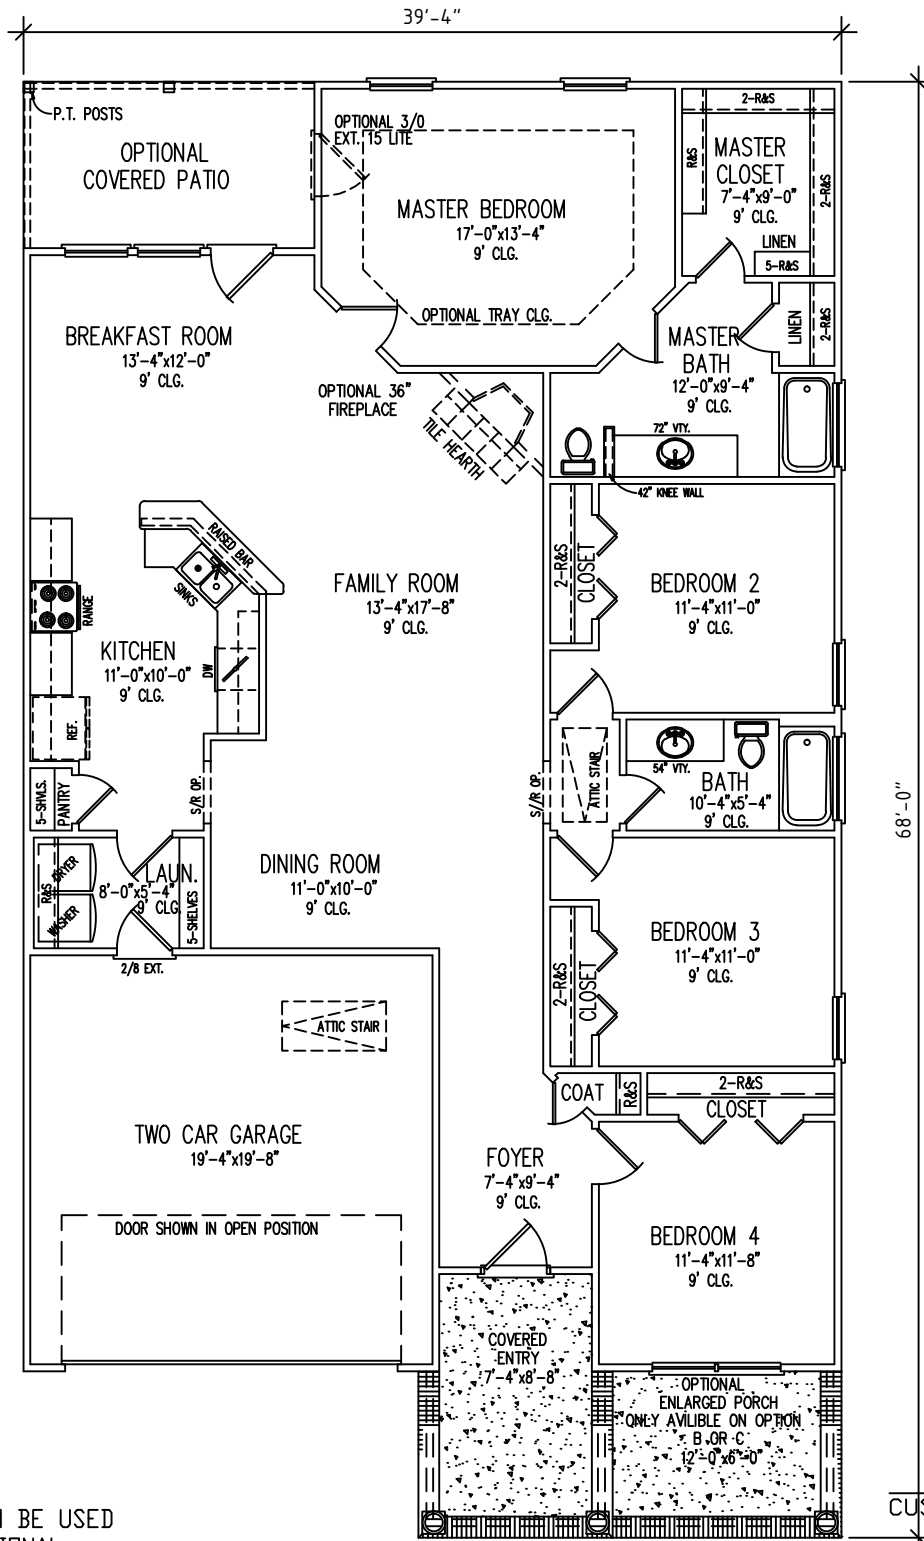 39'-4"
P.T. POSTS
OPTIONAL
COVERED PATIO
OPTIONAL 3/0
EXT. 15 LITE
MASTER BEDROOM
17'-0"x13'-4"
9' CLG.
OPTIONAL TRAY CLG.
2-R&S
R&S
MASTER
CLOSET
7'-4"x9'-0"
9' CLG.
2-R&S
LINEN
5-R&S
LINEN
2-R&S
BREAKFAST ROOM
13'-4"x12'-0"
9' CLG.
MASTER
BATH
12'-0"x9'-4"
9' CLG.
OPTIONAL 36"
FIREPLACE
TILE HEARTH
72" VTY.
42" KNEE WALL
RAISED BAR
SINKS
RANGE
FAMILY ROOM
13'-4"x17'-8"
9' CLG.
2-R&S
CLOSET
BEDROOM 2
11'-4"x11'-0"
9' CLG.
KITCHEN
11'-0"x10'-0"
9' CLG.
DW
REF.
5-SHVLS.
PANTRY
S/R OP.
S//R OP.
ATTIC STAIR
54" VTY.
BATH
10'-4"x5'-4"
9' CLG.
68'-0"
DRYER
R&S
WASHER
LAUN.
8'-0"x5'-4"
9' CLG.
5-SHELVES
2/8 EXT.
DINING ROOM
11'-0"x10'-0"
9' CLG.
2-R&S
CLOSET
BEDROOM 3
11'-4"x11'-0"
9' CLG.
ATTIC STAIR
COAT
R&S
2-R&S
CLOSET
TWO CAR GARAGE
19'-4"x19'-8"
FOYER
7'-4"x9'-4"
9' CLG.
DOOR SHOWN IN OPEN POSITION
BEDROOM 4
11'-4"x11'-8"
9' CLG.
COVERED
ENTRY
7'-4"x8'-8"
OPTIONAL
ENLARGED PORCH
ONLY AVILIBLE ON OPTION
B OR C
12'-0"x6'-0"
BE USED
CUS